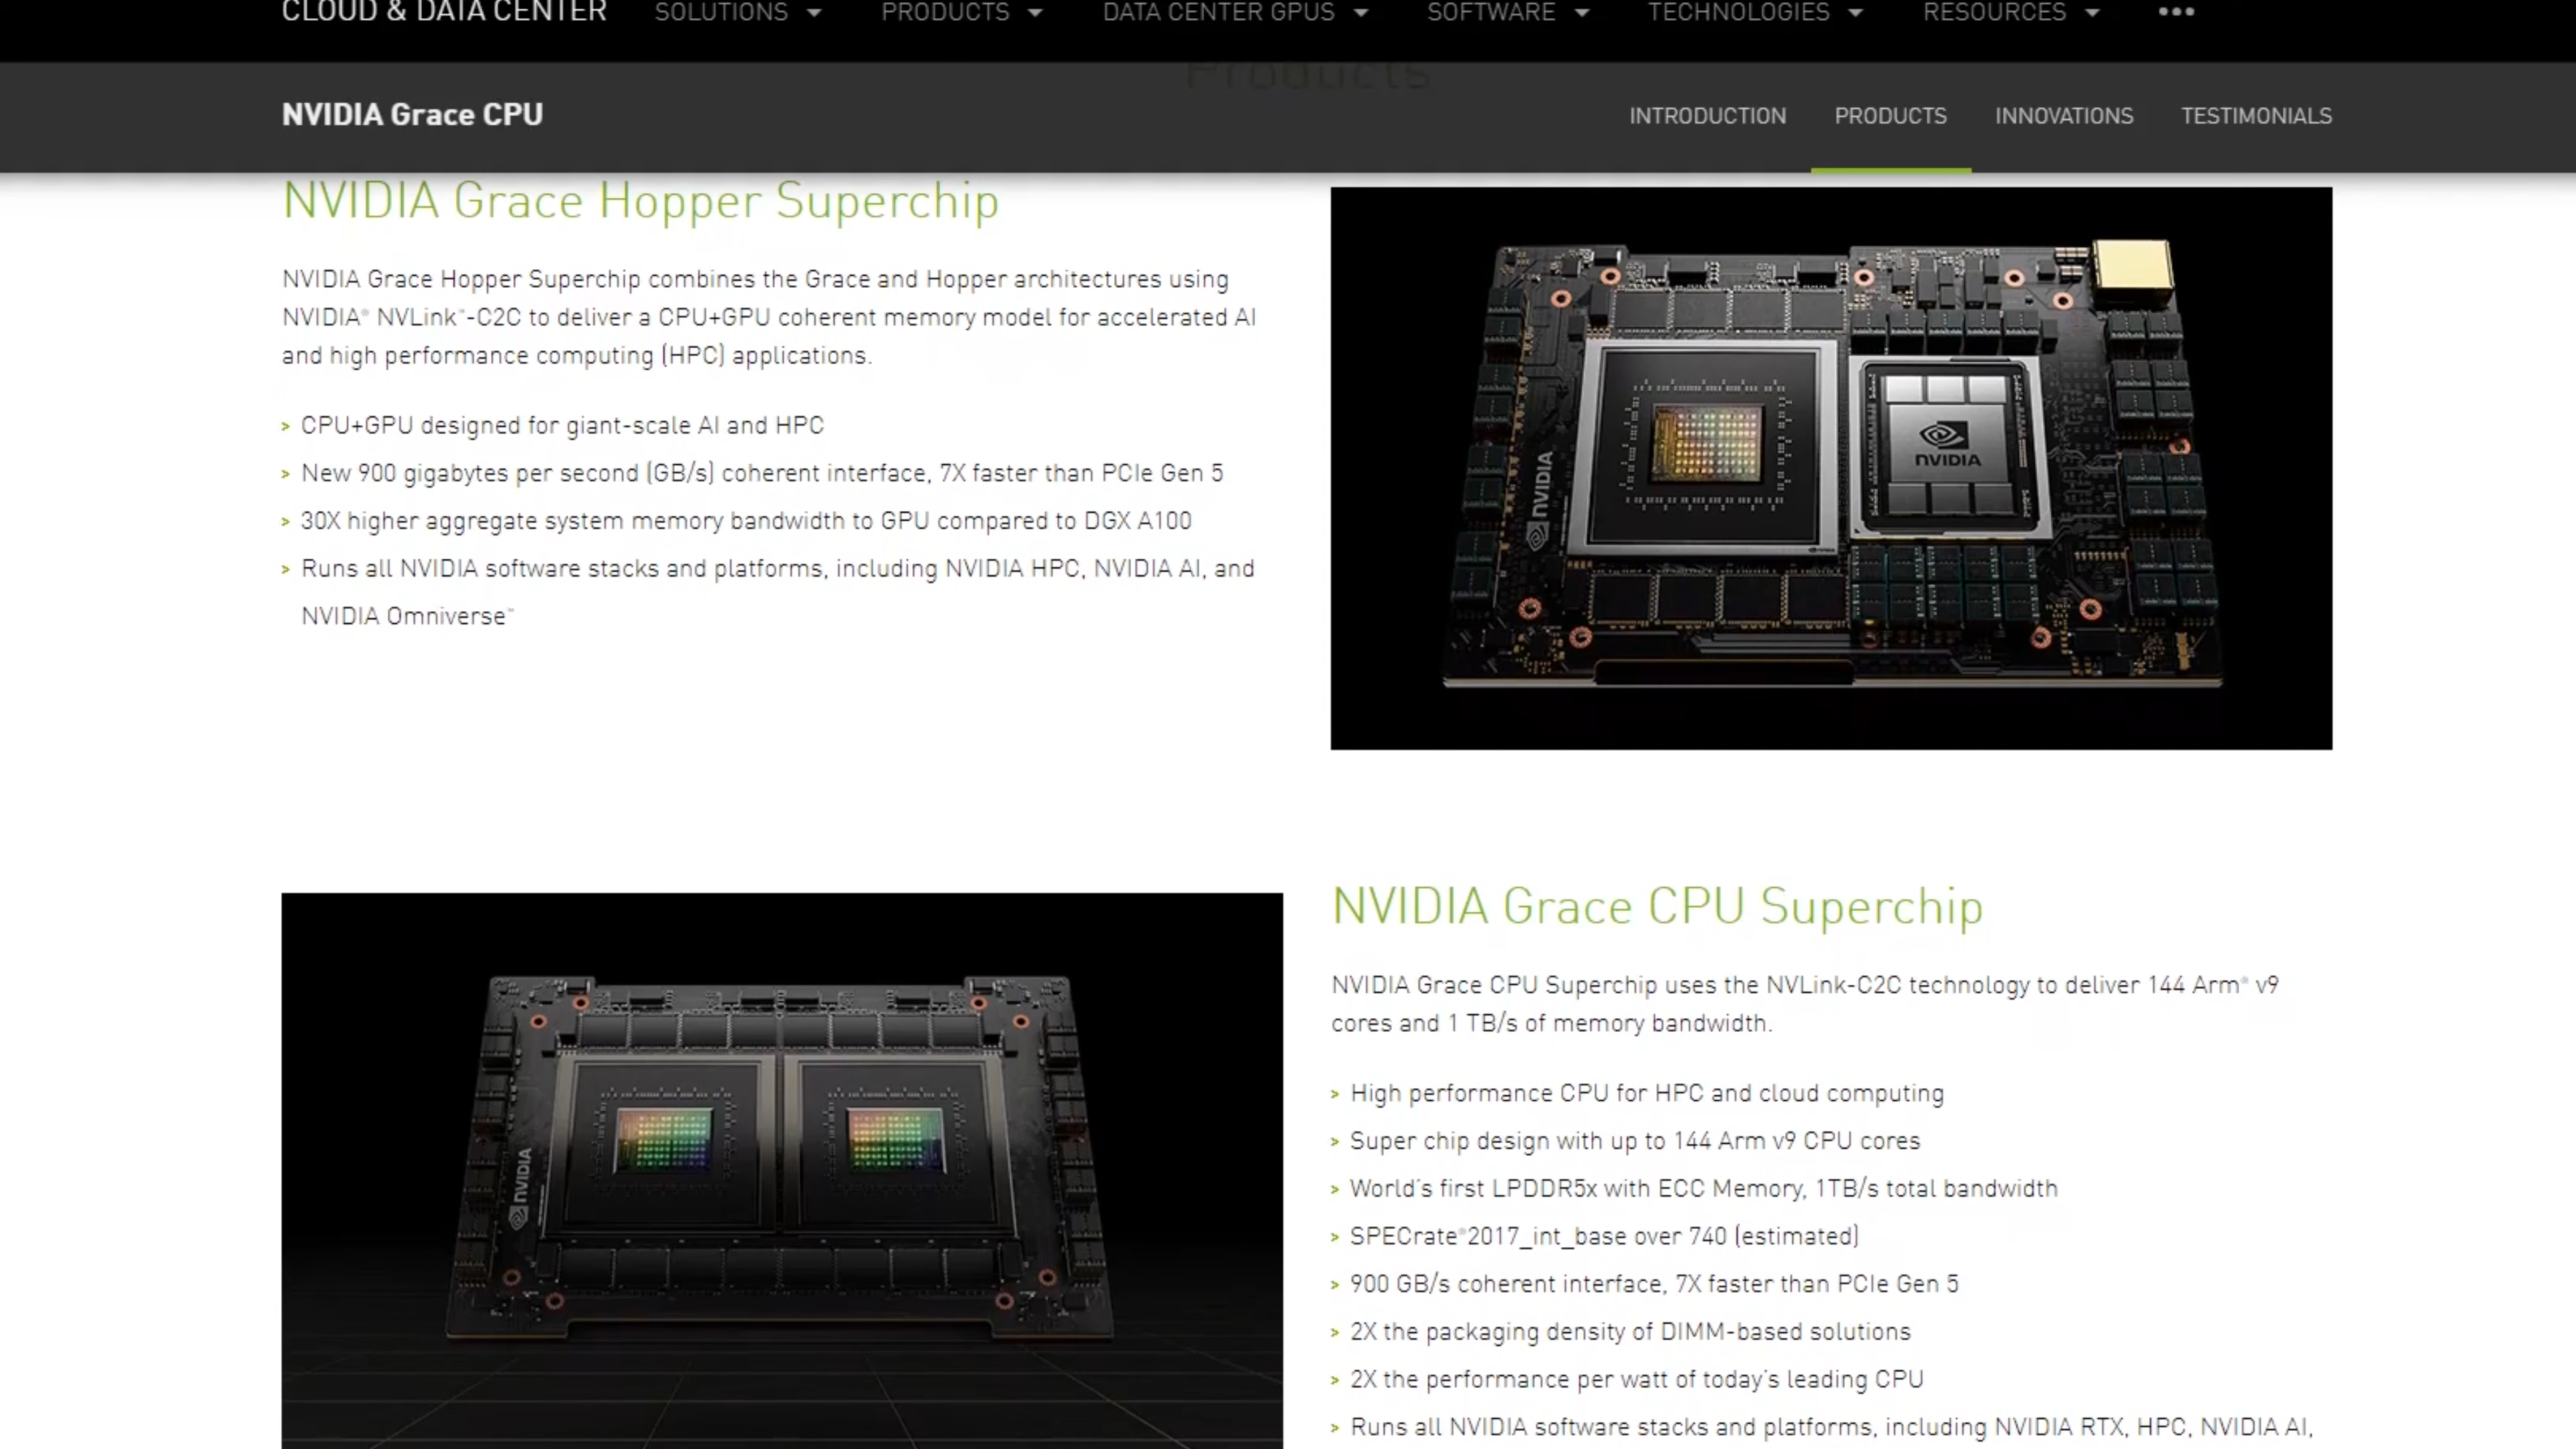 CLOUD & DATA CENTER SOLUTIONS PRODUCTS DATA CENTER GPUS SOFTWARE TECHNOLOGIES RESOURCES •••
Products
NVIDIA Grace CPU INTRODUCTION PRODUCTS INNOVATIONS TESTIMONIALS
NVIDIA Grace Hopper Superchip
NVIDIA Grace Hopper Superchip combines the Grace and Hopper architectures using
NVIDIA® NVLink™-C2C to deliver a CPU+GPU coherent memory model for accelerated AI
and high performance computing (HPC) applications.
> CPU+GPU designed for giant-scale AI and HPC
> New 900 gigabytes per second (GB/s) coherent interface, 7X faster than PCIe Gen 5
> 30X higher aggregate system memory bandwidth to GPU compared to DGX A100
> Runs all NVIDIA software stacks and platforms, including NVIDIA HPC, NVIDIA AI, and
NVIDIA Omniverse™
NVIDIA
NVIDIA
NVIDIA
NVIDIA Grace CPU Superchip
NVIDIA Grace CPU Superchip uses the NVLink-C2C technology to deliver 144 Arm® v9
cores and 1 TB/s of memory bandwidth.
> High performance CPU for HPC and cloud computing
> Super chip design with up to 144 Arm v9 CPU cores
> World's first LPDDR5x with ECC Memory, 1TB/s total bandwidth
> SPECrate®2017_int_base over 740 (estimated)
> 900 GB/s coherent interface, 7X faster than PCIe Gen 5
> 2X the packaging density of DIMM-based solutions
> 2X the performance per watt of today's leading CPU
> Runs all NVIDIA software stacks and platforms, including NVIDIA RTX, HPC, NVIDIA AI,